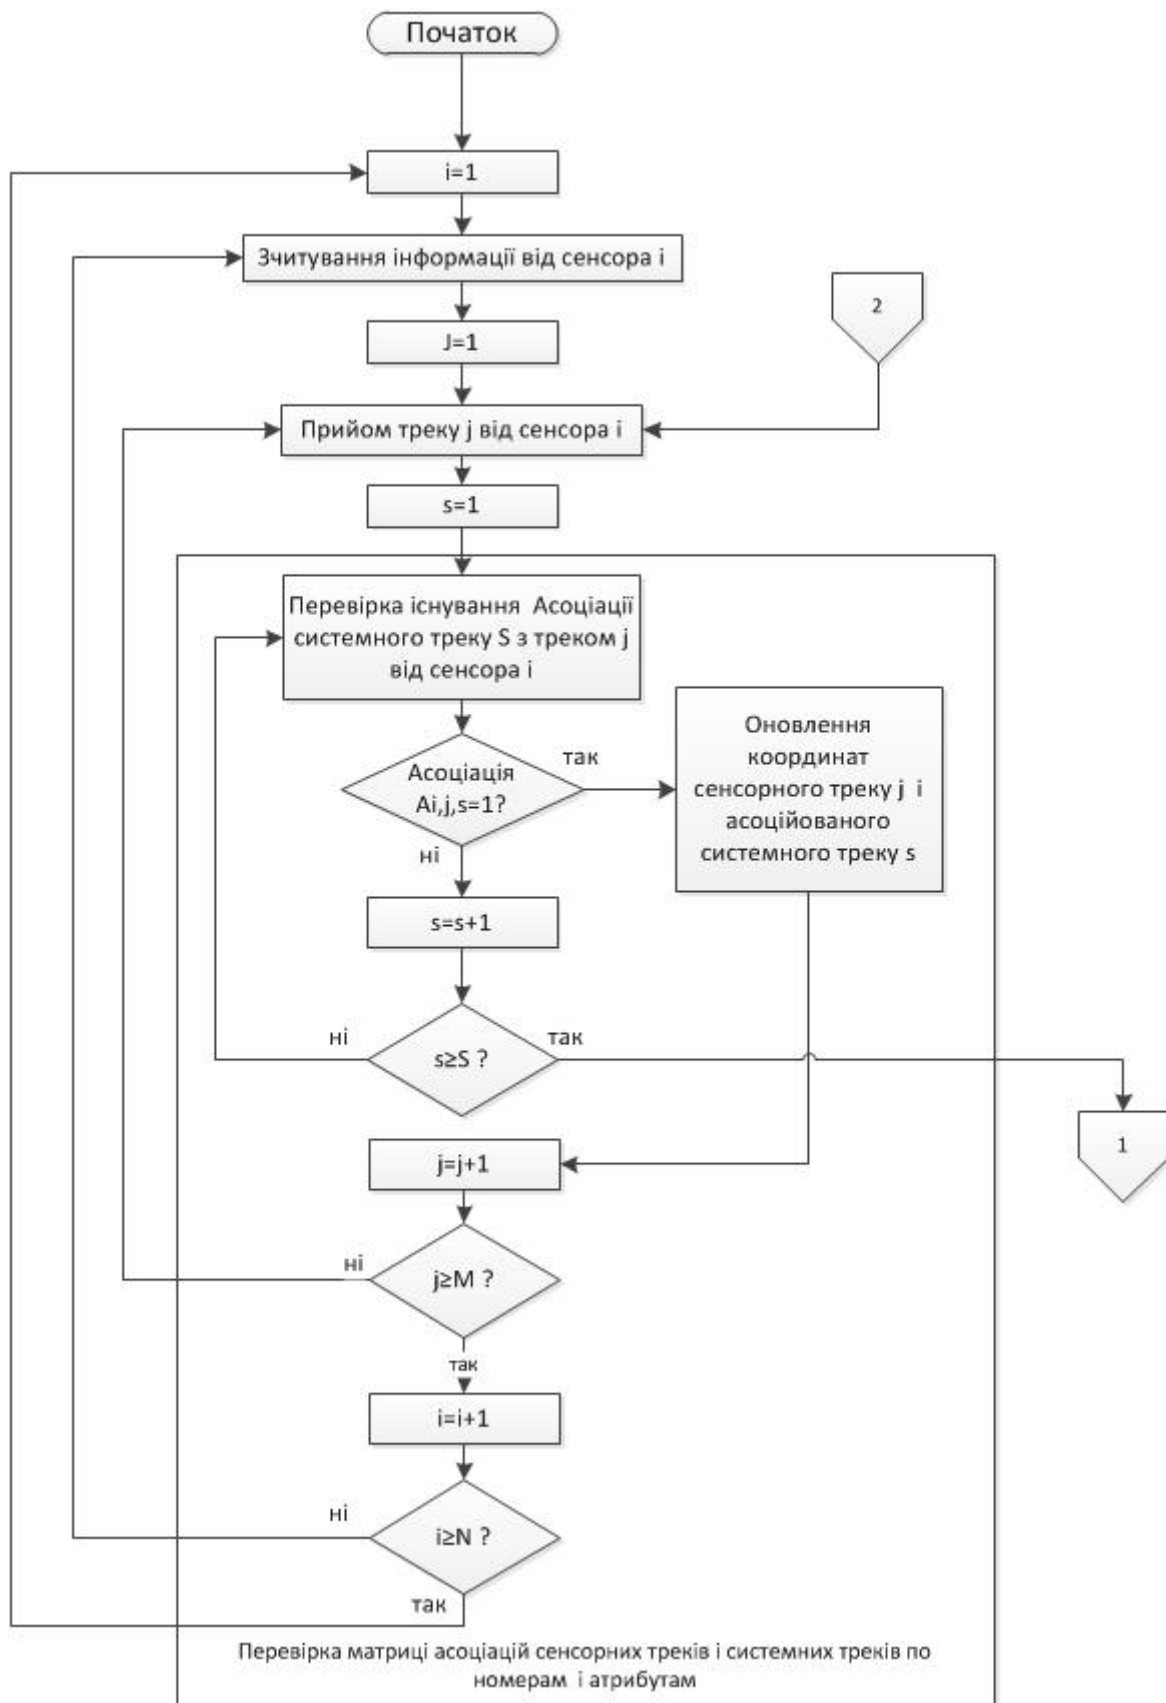 Початок
i=1
Зчитування інформації від сенсора і
J=1
2
Прийом треку j від сенсора і
s=1
Перевірка існування Асоціації
системного треку S з треком j
від сенсора і
Оновлення
координат
сенсорного треку j і
асоційованого
системного треку s
Асоціація
Ai,j,s=1?
так
ні
s=s+1
ні
s≥S ?
так
1
j=j+1
ні
j≥M ?
так
i=i+1
ні
i≥N ?
так
Перевірка матриці асоціацій сенсорних треків і системних треків по
номерам і атрибутам